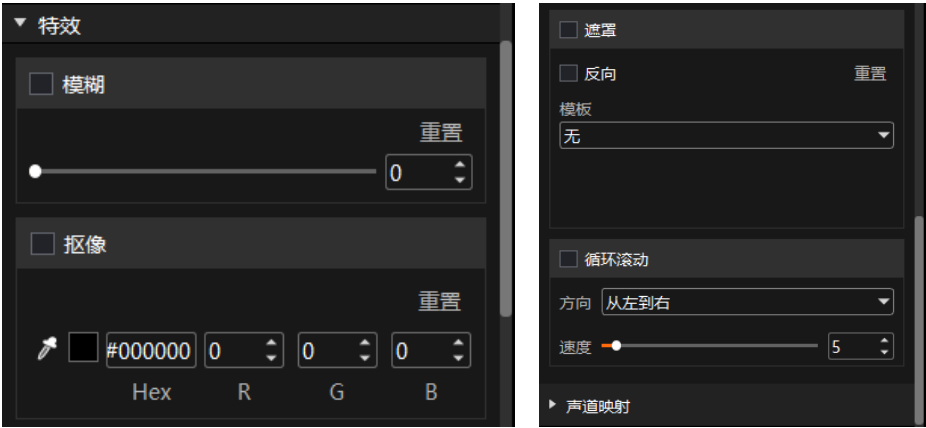 特效
模糊
重置
0
抠像
重置
#000000 0 0 0
Hex R G B
遮罩
反向 重置
模板
无
循环滚动
方向 从左到右
速度 5
声道映射